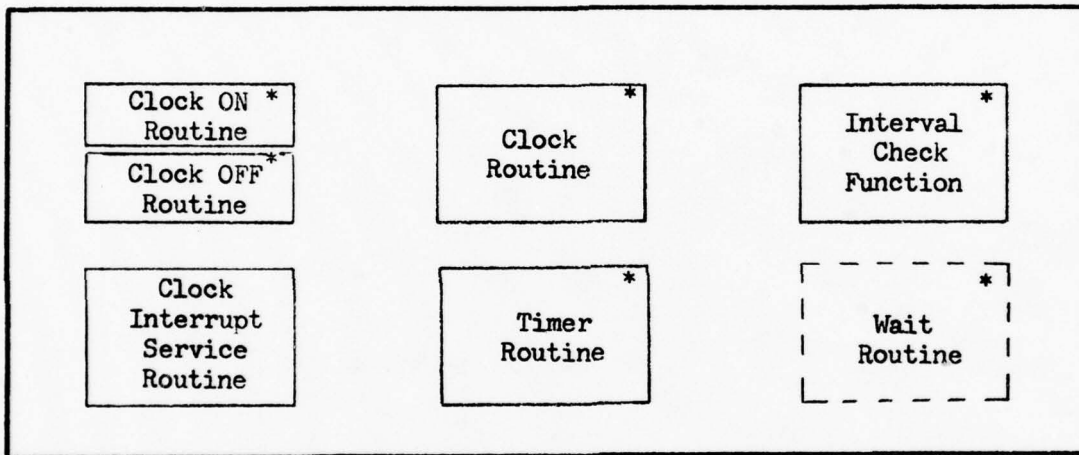 Clock ON *
Routine
Clock OFF *
Routine
*
Clock
Routine
*
Interval
Check
Function
Clock
Interrupt
Service
Routine
*
Timer
Routine
*
Wait
Routine